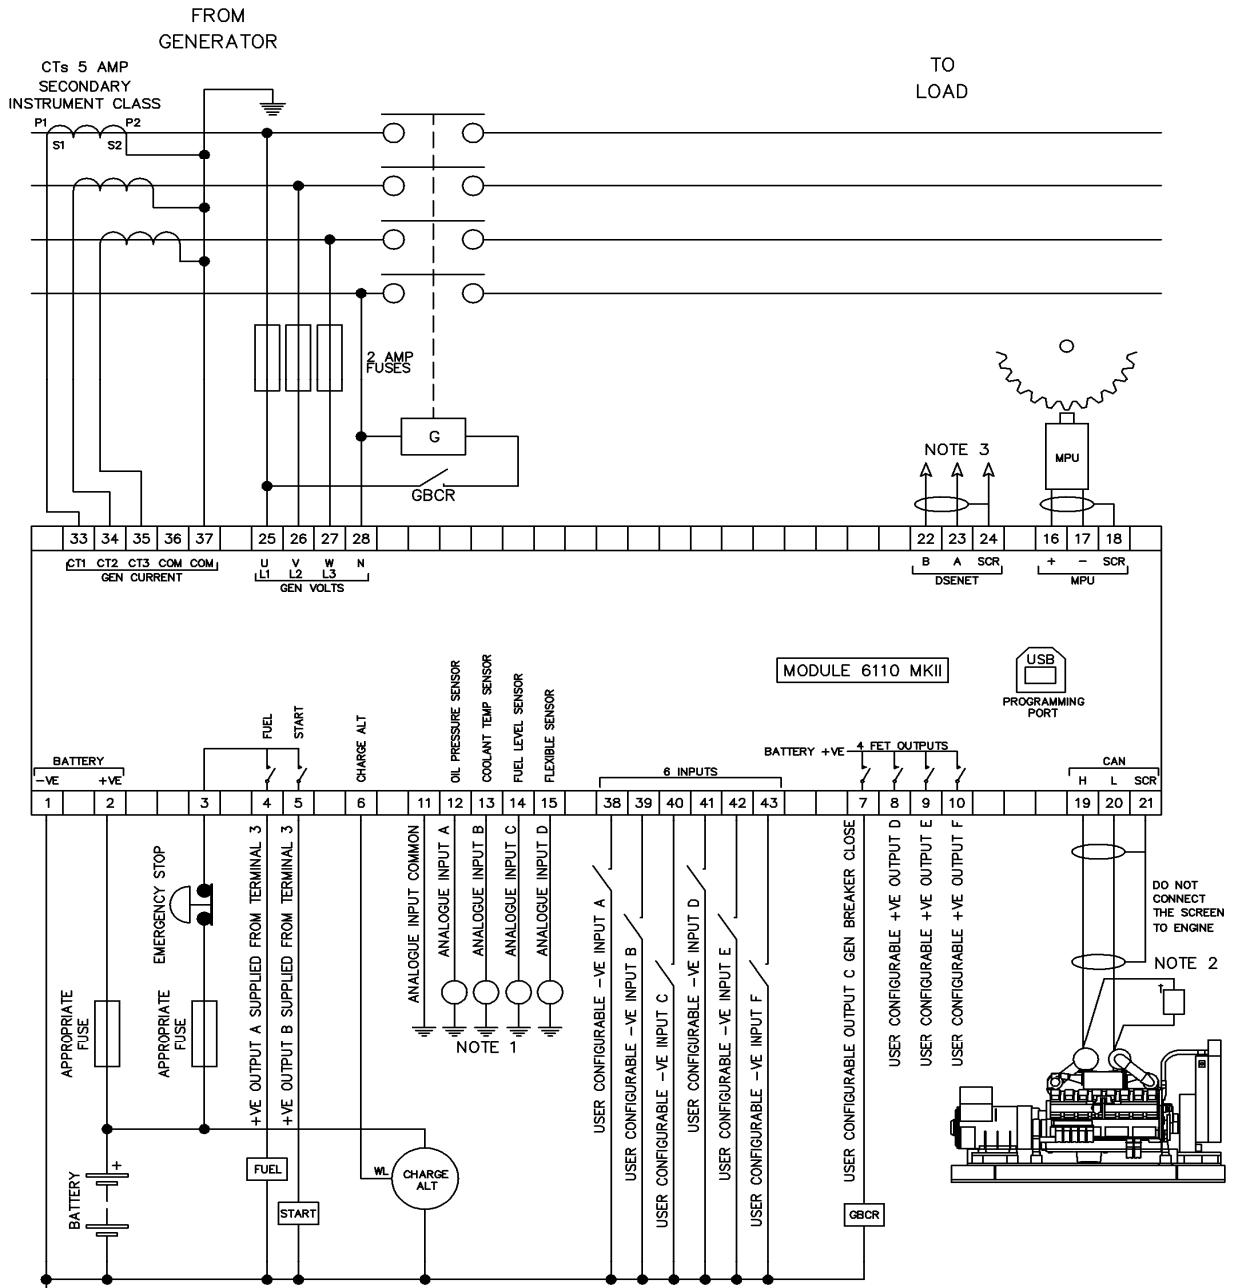 FROM
GENERATOR
CTs 5 AMP
SECONDARY
INSTRUMENT CLASS
TO
LOAD
P1
P2
S1
S2
2 AMP
FUSES
G
GBCR
NOTE 3
MPU
33 34 35 36 37 25 26 27 28 22 23 24 16 17 18
CT1 CT2 CT3 COM COM
GEN CURRENT
U V W N
L1 L2 L3
GEN VOLTS
B A SCR
DSENET
+ - SCR
MPU
MODULE 6110 MKII
USB
PROGRAMMING
PORT
BATTERY
-VE +VE
FUEL
START
CHARGE ALT
OIL PRESSURE SENSOR
COOLANT TEMP SENSOR
FUEL LEVEL SENSOR
FLEXIBLE SENSOR
6 INPUTS
BATTERY +VE
4 FET OUTPUTS
CAN
H L SCR
1 2 3 4 5 6 11 12 13 14 15 38 39 40 41 42 43 7 8 9 10 19 20 21
EMERGENCY STOP
APPROPRIATE
FUSE
APPROPRIATE
FUSE
+VE OUTPUT A SUPPLIED FROM TERMINAL 3
+VE OUTPUT B SUPPLIED FROM TERMINAL 3
ANALOGUE INPUT COMMON
ANALOGUE INPUT A
ANALOGUE INPUT B
ANALOGUE INPUT C
ANALOGUE INPUT D
NOTE 1
USER CONFIGURABLE -VE INPUT A
USER CONFIGURABLE -VE INPUT B
USER CONFIGURABLE -VE INPUT C
USER CONFIGURABLE -VE INPUT D
USER CONFIGURABLE -VE INPUT E
USER CONFIGURABLE -VE INPUT F
USER CONFIGURABLE OUTPUT C GEN BREAKER CLOSE
USER CONFIGURABLE +VE OUTPUT D
USER CONFIGURABLE +VE OUTPUT E
USER CONFIGURABLE +VE OUTPUT F
DO NOT
CONNECT
THE SCREEN
TO ENGINE
NOTE 2
t
BATTERY
+
FUEL
START
WL
CHARGE
ALT
GBCR